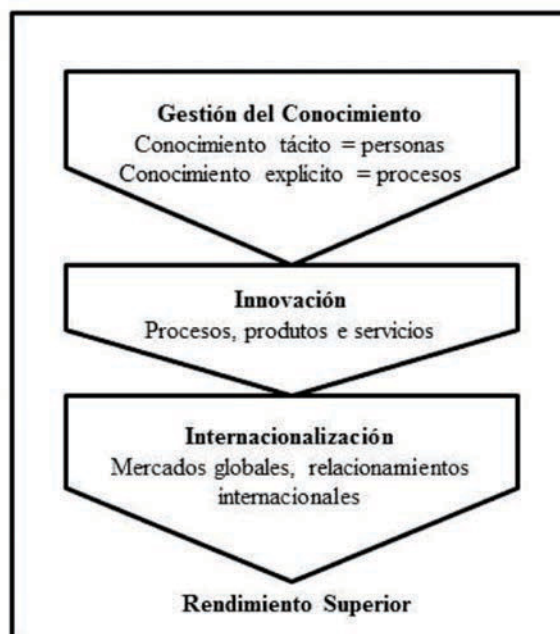 Gestión del Conocimiento
Conocimiento tácito = personas
Conocimiento explícito = procesos
Innovación
Procesos, produtos e servicios
Internacionalización
Mercados globales, relacionamientos
internacionales
Rendimiento Superior